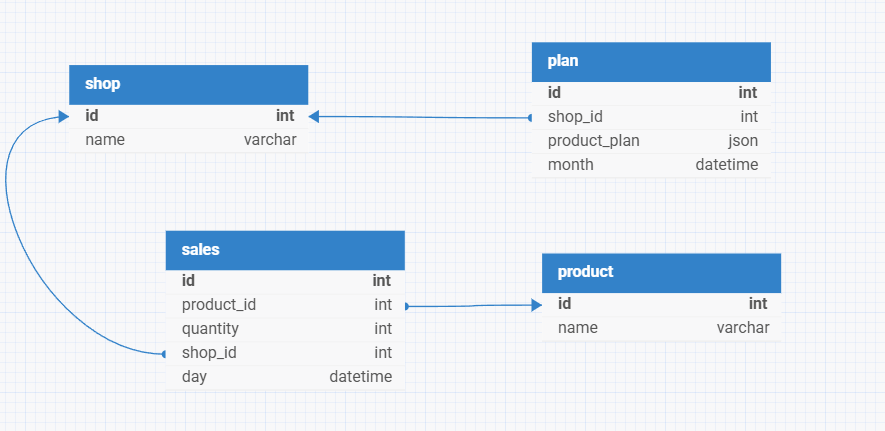 shop
id int
name varchar
plan
id int
shop_id int
product_plan json
month datetime
sales
id int
product_id int
quantity int
shop_id int
day datetime
product
id int
name varchar